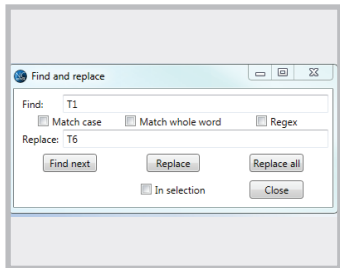 Find and replace
Find: T1
Match case Match whole word Regex
Replace: T6
Find next Replace Replace all
In selection Close